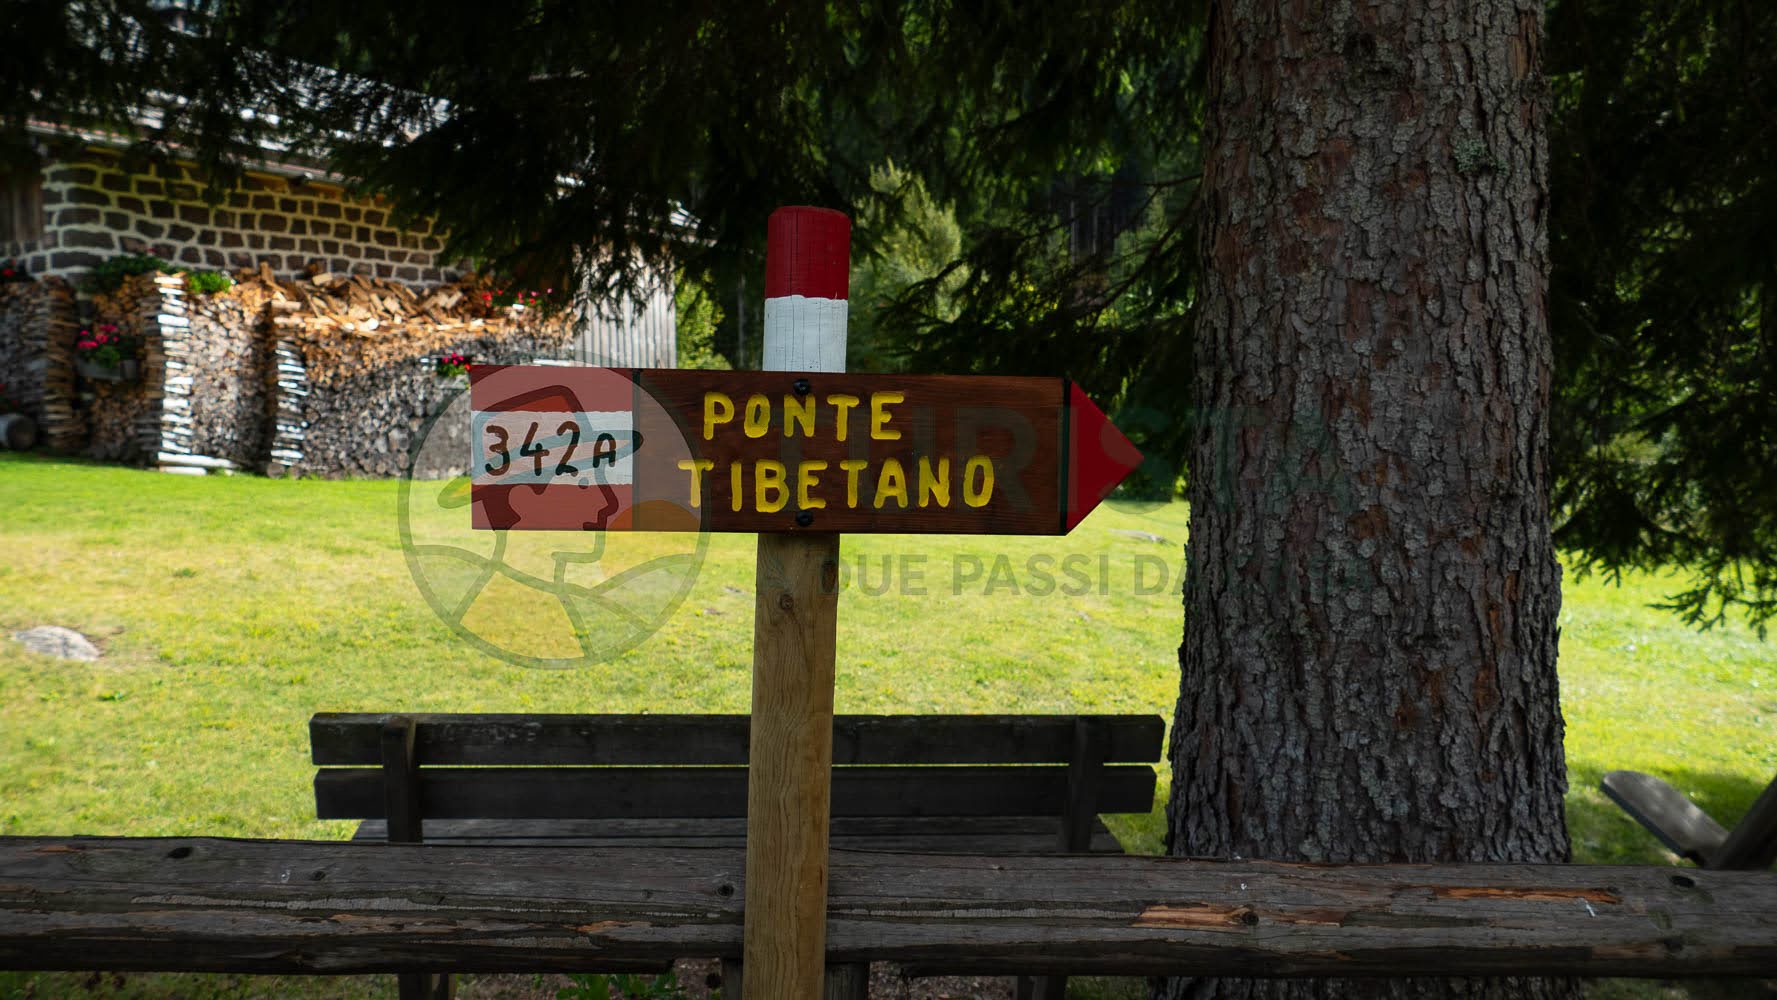 342A
PONTE
TIBETANO
DUE PASSI DA